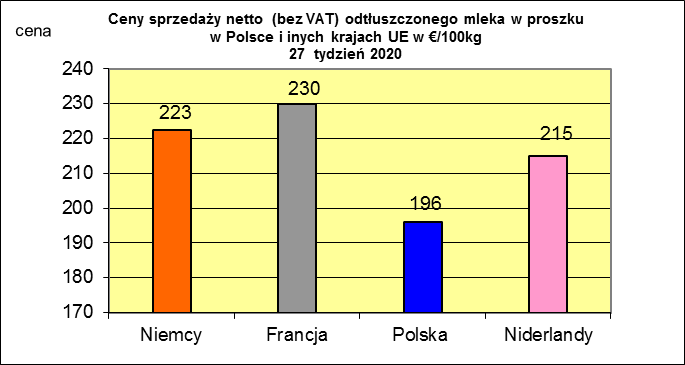 Ceny sprzedaży netto (bez VAT) odtłuszczonego mleka w proszku
w Polsce i inych krajach UE w €/100kg
27 tydzień 2020
cena
240
230
220
210
200
190
180
170
223
230
196
215
Niemcy
Francja
Polska
Niderlandy